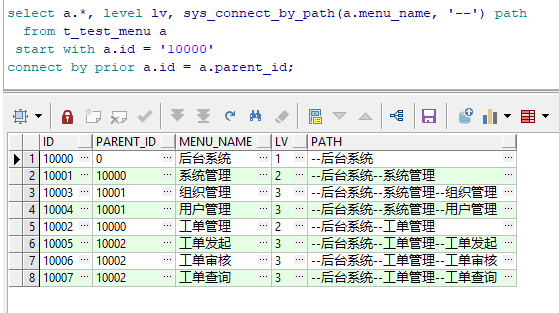 select a.*, level lv, sys_connect_by_path(a.menu_name, '--') path
from t_test_menu a
start with a.id = '10000'
connect by prior a.id = a.parent_id;
ID PARENT_ID MENU_NAME LV PATH
1 10000 0 后台系统 1 --后台系统
2 10001 10000 系统管理 2 --后台系统--系统管理
3 10003 10001 组织管理 3 --后台系统--系统管理--组织管理
4 10004 10001 用户管理 3 --后台系统--系统管理--用户管理
5 10002 10000 工单管理 2 --后台系统--工单管理
6 10005 10002 工单发起 3 --后台系统--工单管理--工单发起
7 10006 10002 工单审核 3 --后台系统--工单管理--工单审核
8 10007 10002 工单查询 3 --后台系统--工单管理--工单查询